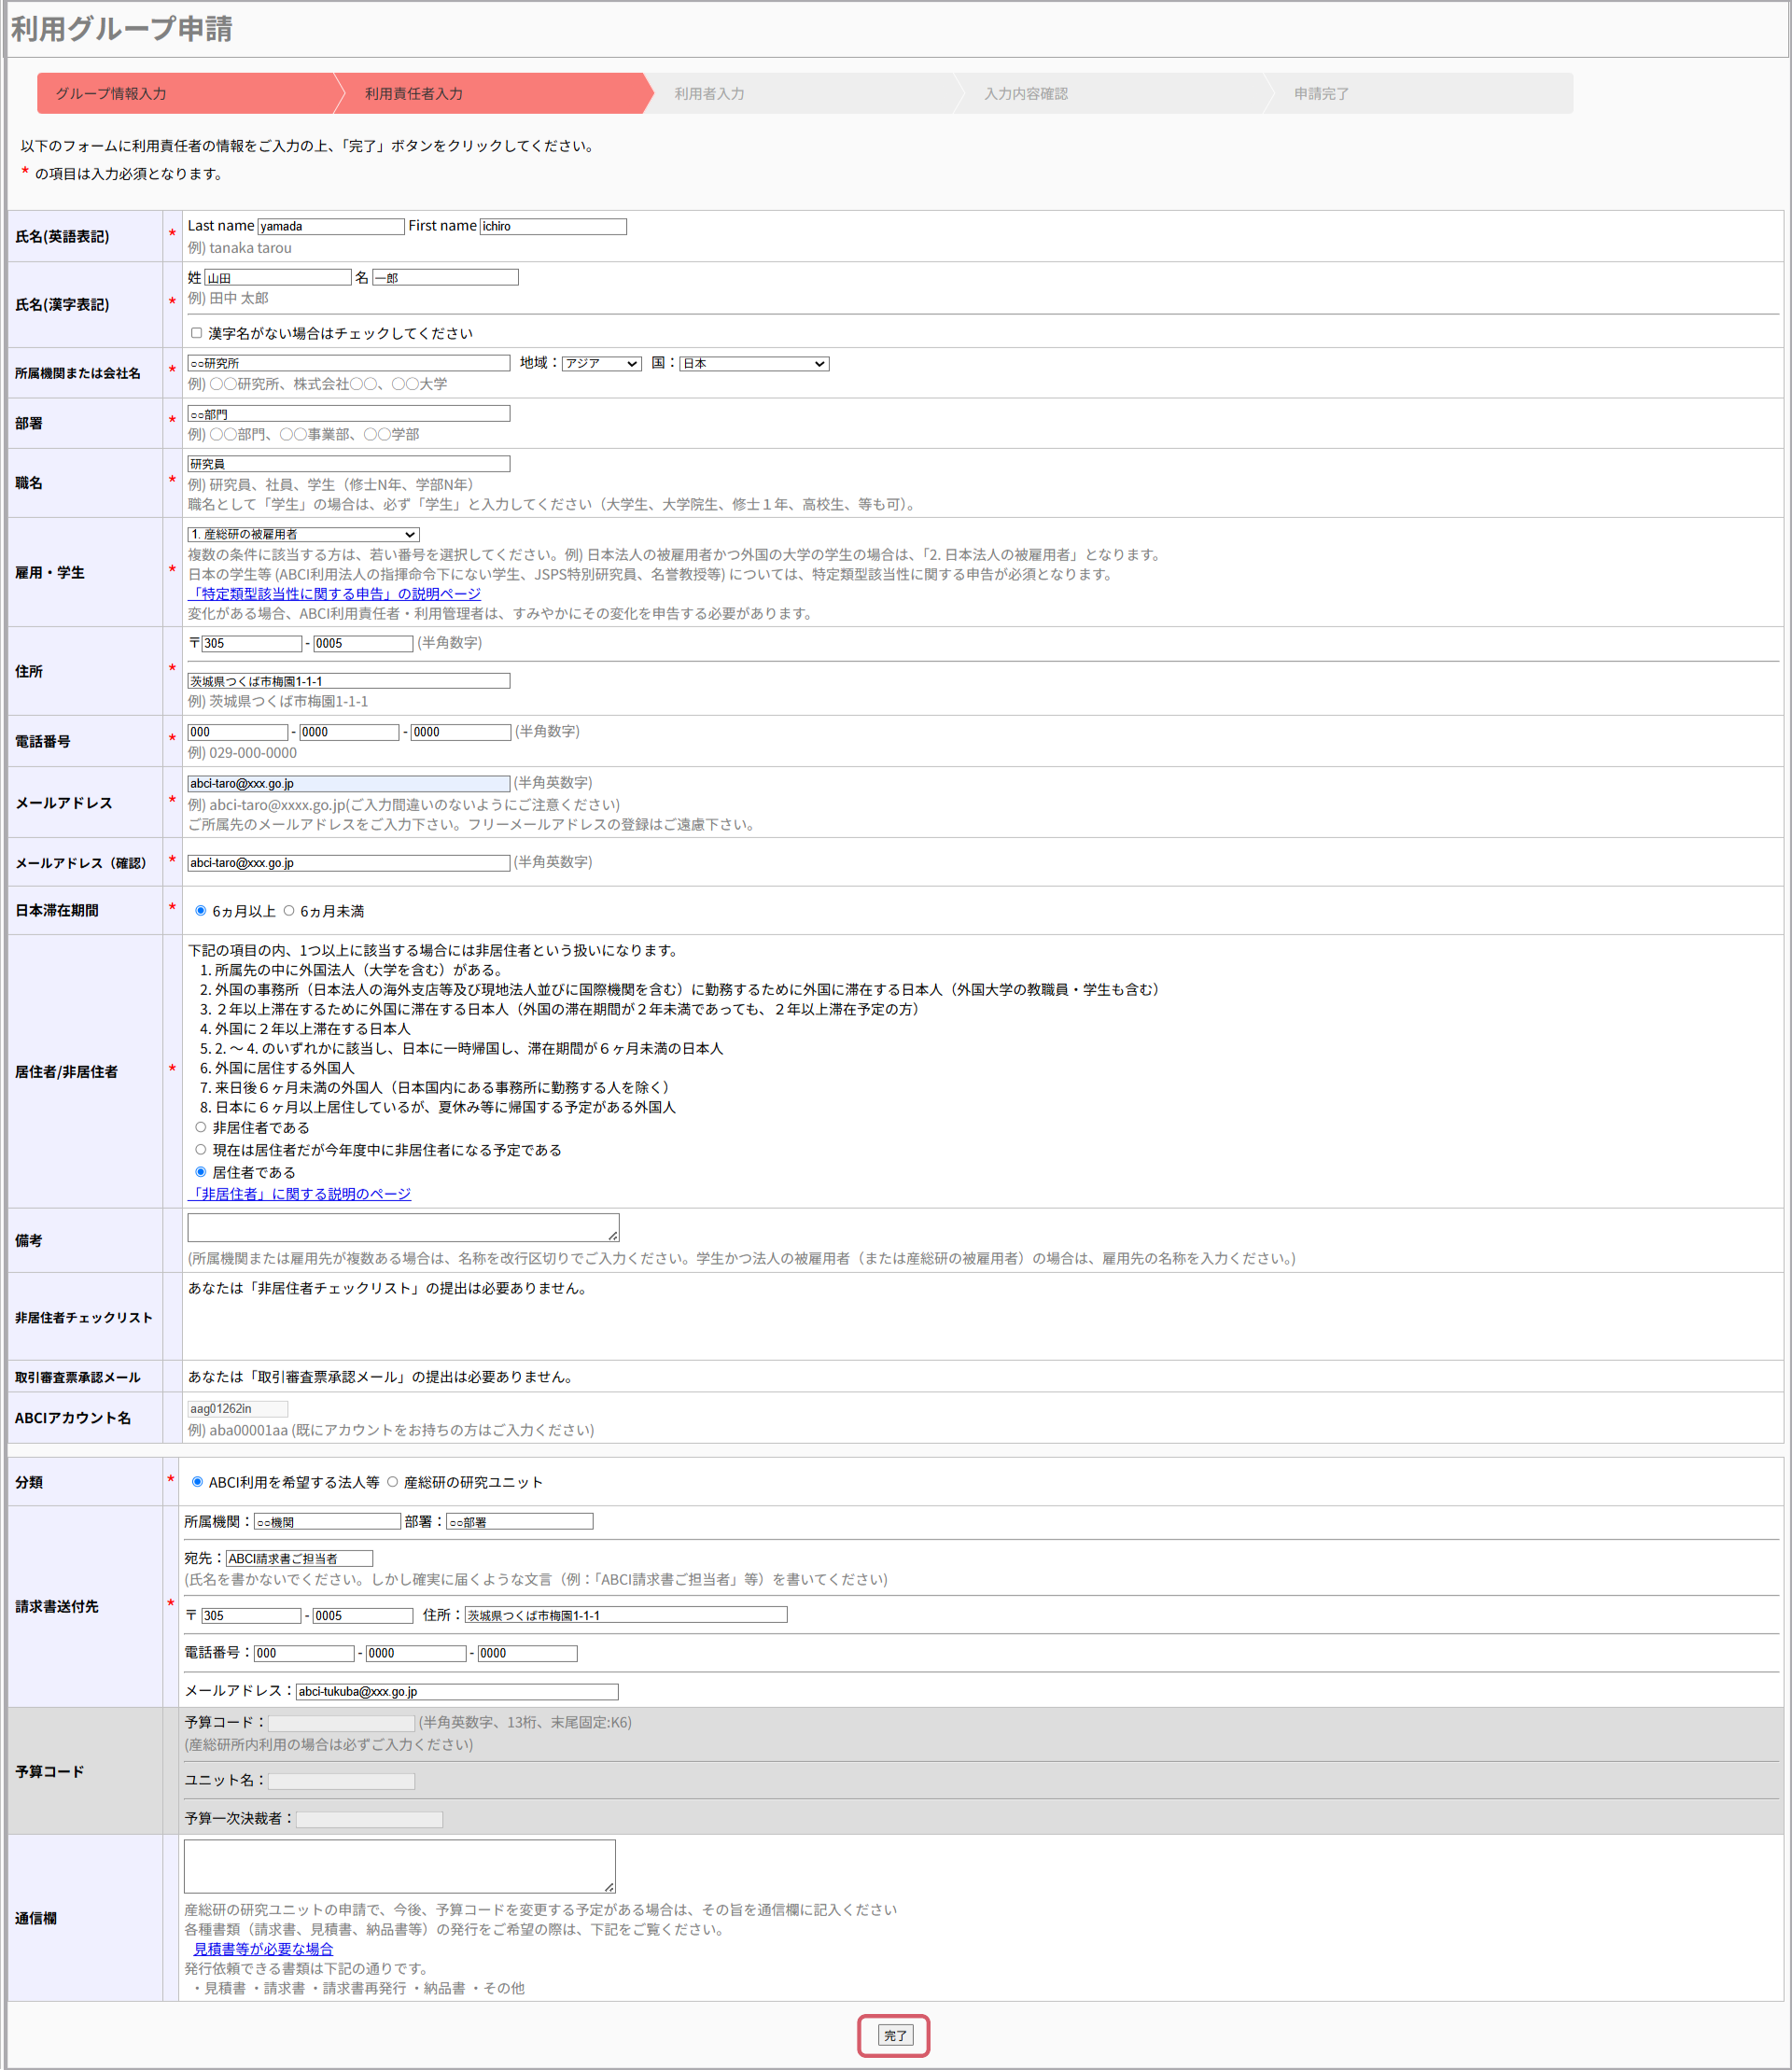 利用グループ申請
グループ情報入力 利用責任者入力 利用者入力 入力内容確認 申請完了
以下のフォームに利用責任者の情報をご入力の上、「完了」ボタンをクリックしてください。
* の項目は入力必須となります。
氏名(英語表記) * Last name yamada First name ichiro
例) tanaka tarou
氏名(漢字表記) * 姓 山田 名 一郎
例) 田中 太郎
漢字名がない場合はチェックしてください
所属機関または会社名 * ○○研究所 地域： アジア 国： 日本
例) 〇〇研究所、株式会社〇〇、〇〇大学
部署 * ○○部門
例) 〇〇部門、〇〇事業部、〇〇学部
職名 * 研究員
例) 研究員、社員、学生（修士N年、学部N年）
職名として「学生」の場合は、必ず「学生」と入力してください（大学生、大学院生、修士１年、高校生、等も可）。
雇用・学生 * 1. 産総研の被雇用者
複数の条件に該当する方は、若い番号を選択してください。例) 日本法人の被雇用者かつ外国の大学の学生の場合は、「2. 日本法人の被雇用者」となります。
日本の学生等 (ABCI利用法人の指揮命令下にない学生、JSPS特別研究員、名誉教授等) については、特定類型該当性に関する申告が必須となります。
「特定類型該当性に関する申告」の説明ページ
変化がある場合、ABCI利用責任者・利用管理者は、すみやかにその変化を申告する必要があります。
住所 * 〒305 - 0005 (半角数字)
茨城県つくば市梅園1-1-1
例) 茨城県つくば市梅園1-1-1
電話番号 * 000 - 0000 - 0000 (半角数字)
例) 029-000-0000
メールアドレス * abci-taro@xxx.go.jp (半角英数字)
例) abci-taro@xxxx.go.jp(ご入力間違いのないようにご注意ください)
ご所属先のメールアドレスをご入力下さい。フリーメールアドレスの登録はご遠慮下さい。
メールアドレス（確認） * abci-taro@xxx.go.jp (半角英数字)
日本滞在期間 * 6ヵ月以上 6ヵ月未満
居住者/非居住者 * 下記の項目の内、1つ以上に該当する場合には非居住者という扱いになります。
1. 所属先の中に外国法人（大学を含む）がある。
2. 外国の事務所（日本法人の海外支店等及び現地法人並びに国際機関を含む）に勤務するために外国に滞在する日本人（外国大学の教職員・学生も含む）
3. ２年以上滞在するために外国に滞在する日本人（外国の滞在期間が２年未満であっても、２年以上滞在予定の方）
4. 外国に２年以上滞在する日本人
5. 2. 〜 4. のいずれかに該当し、日本に一時帰国し、滞在期間が６ヶ月未満の日本人
6. 外国に居住する外国人
7. 来日後６ヶ月未満の外国人（日本国内にある事務所に勤務する人を除く）
8. 日本に６ヶ月以上居住しているが、夏休み等に帰国する予定がある外国人
非居住者である
現在は居住者だが今年度中に非居住者になる予定である
居住者である
「非居住者」に関する説明のページ
備考
(所属機関または雇用先が複数ある場合は、名称を改行区切りでご入力ください。学生かつ法人の被雇用者（または産総研の被雇用者）の場合は、雇用先の名称を入力ください。)
非居住者チェックリスト あなたは「非居住者チェックリスト」の提出は必要ありません。
取引審査票承認メール あなたは「取引審査票承認メール」の提出は必要ありません。
ABCIアカウント名 aag01262in
例) aba00001aa (既にアカウントをお持ちの方はご入力ください)
分類 * ABCI利用を希望する法人等 産総研の研究ユニット
請求書送付先 * 所属機関：○○機関 部署：○○部署
宛先：ABCI請求書ご担当者
(氏名を書かないでください。しかし確実に届くような文言（例：「ABCI請求書ご担当者」等）を書いてください)
〒 305 - 0005 住所：茨城県つくば市梅園1-1-1
電話番号：000 - 0000 - 0000
メールアドレス：abci-tukuba@xxx.go.jp
予算コード 予算コード： (半角英数字、13桁、末尾固定:K6)
(産総研所内利用の場合は必ずご入力ください)
ユニット名：
予算一次決裁者：
通信欄
産総研の研究ユニットの申請で、今後、予算コードを変更する予定がある場合は、その旨を通信欄に記入ください
各種書類（請求書、見積書、納品書等）の発行をご希望の際は、下記をご覧ください。
見積書等が必要な場合
発行依頼できる書類は下記の通りです。
・見積書 ・請求書 ・請求書再発行 ・納品書 ・その他
完了